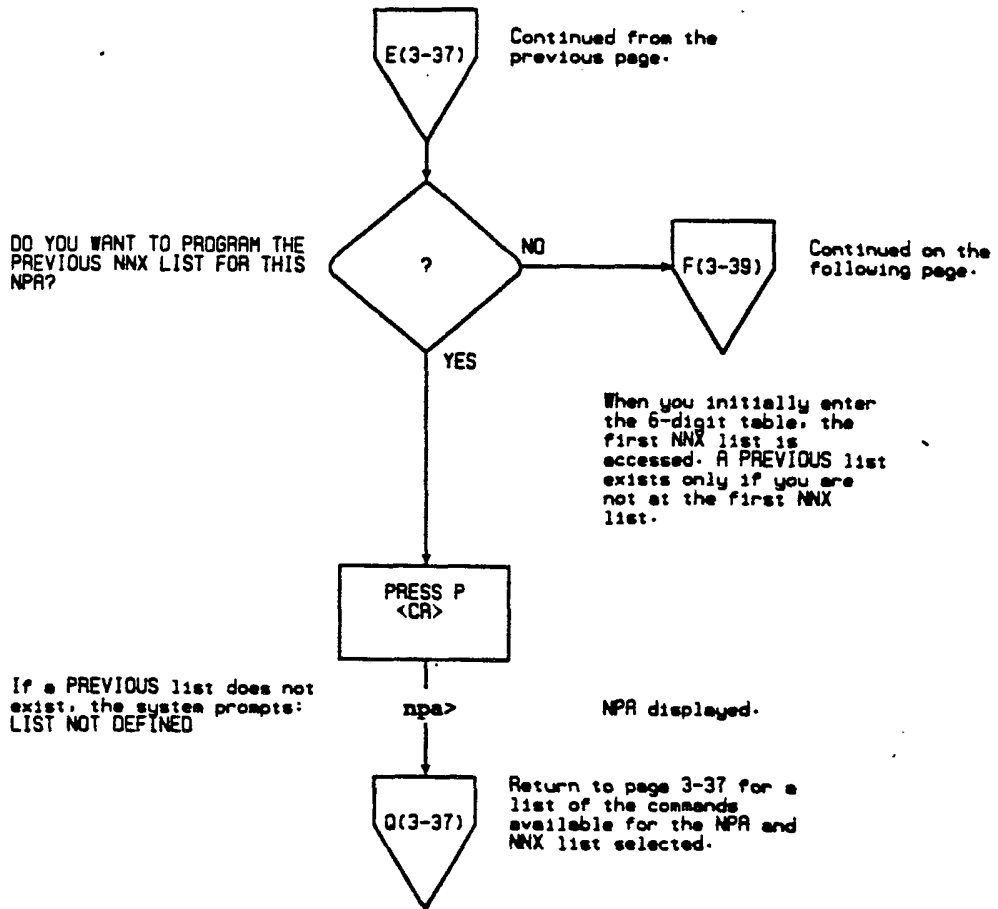 E(3-37)
Continued from the
previous page.
DO YOU WANT TO PROGRAM THE
PREVIOUS NNX LIST FOR THIS
NPA?
?
NO
F(3-39)
Continued on the
following page.
YES
When you initially enter
the 6-digit table, the
first NNX list is
accessed. A PREVIOUS list
exists only if you are
not at the first NNX
list.
PRESS P
<CR>
If a PREVIOUS list does not
exist, the system prompts:
LIST NOT DEFINED
npa>
NPA displayed.
Q(3-37)
Return to page 3-37 for a
list of the commands
available for the NPA and
NNX list selected.